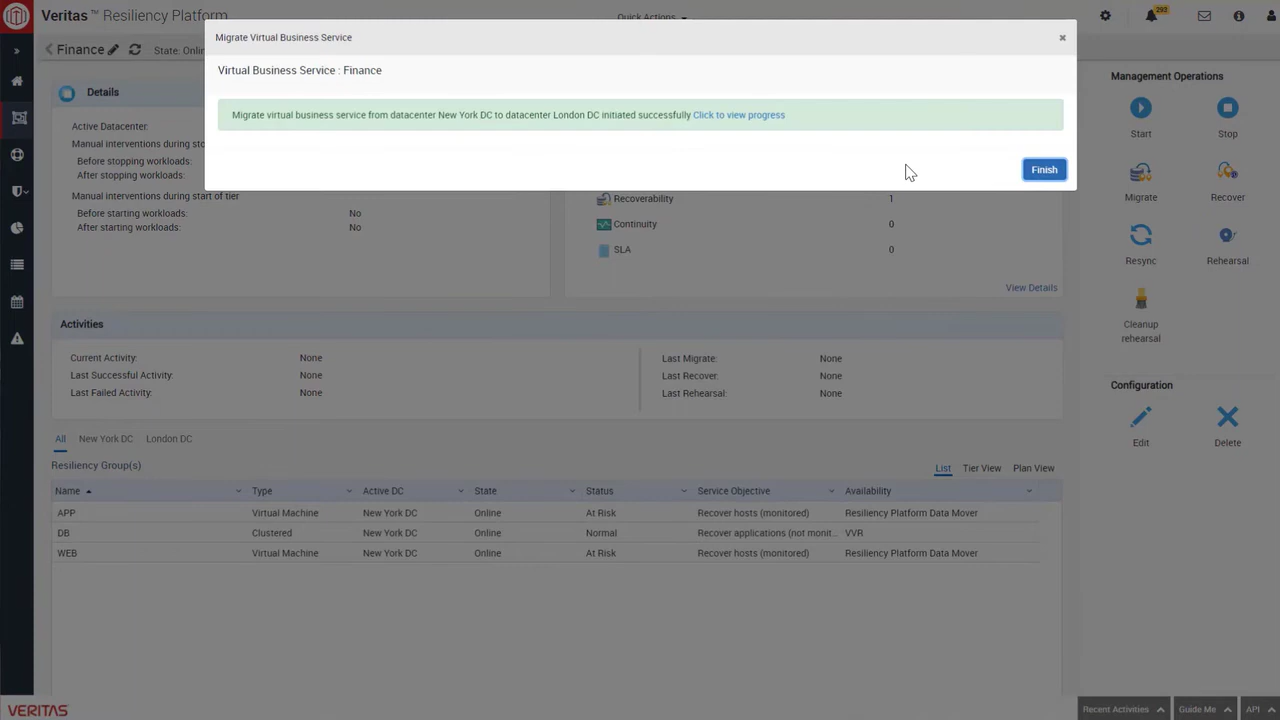 Veritas™ Resiliency Platform
Quick Actions
292
Finance
State: Onlin
Migrate Virtual Business Service
Virtual Business Service : Finance
Migrate virtual business service from datacenter New York DC to datacenter London DC initiated successfully Click to view progress
Finish
Details
Active Datacenter:
Manual interventions during sto
Before stopping workloads:
After stopping workloads:
Manual interventions during start of tier
Before starting workloads: No
After starting workloads: No
Recoverability 1
Continuity 0
SLA 0
View Details
Management Operations
Start Stop
Migrate Recover
Resync Rehearsal
Cleanup
rehearsal
Configuration
Edit Delete
Activities
Current Activity: None
Last Successful Activity: None
Last Failed Activity: None
Last Migrate: None
Last Recover: None
Last Rehearsal: None
All New York DC London DC
Resiliency Group(s)
List Tier View Plan View
Name Type Active DC State Status Service Objective Availability
APP Virtual Machine New York DC Online At Risk Recover hosts (monitored) Resiliency Platform Data Mover
DB Clustered New York DC Online Normal Recover applications (not monit... VVR
WEB Virtual Machine New York DC Online At Risk Recover hosts (monitored) Resiliency Platform Data Mover
VERITAS
Recent Activities Guide Me API